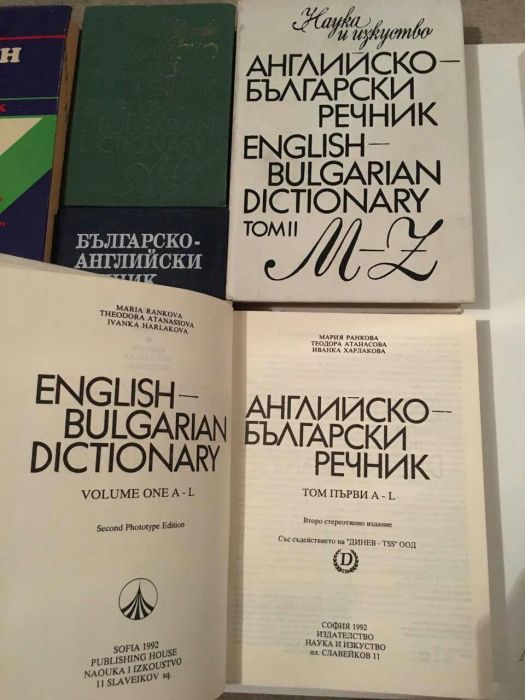 Н
К
Наука
и изкуство
АНГЛИЙСКО–
БЪЛГАРСКИ
РЕЧНИК
ENGLISH–
BULGARIAN
DICTIONARY
ТОМ II
M–Z
БЪЛГАРСКО-
АНГЛИЙСКИ
MARIA RANKOVA
THEODORA ATANASSOVA
IVANKA HARLAKOVA
ENGLISH–
BULGARIAN
DICTIONARY
VOLUME ONE A - L
Second Phototype Edition
SOFIA 1992
PUBLISHING HOUSE
NAOUKA I IZKOUSTVO
11 SLAVEIKOV sq.
МАРИЯ РАНКОВА
ТЕОДОРА АТАНАСОВА
ИВАНКА ХАРЛАКОВА
АНГЛИЙСКО–
БЪЛГАРСКИ
РЕЧНИК
ТОМ ПЪРВИ A - L
Второ стереотипно издание
Със съдействието на "ДИНЕВ - TSS" ООД
D
СОФИЯ 1992
ИЗДАТЕЛСТВО
НАУКА И ИЗКУСТВО
пл. СЛАВЕЙКОВ 11